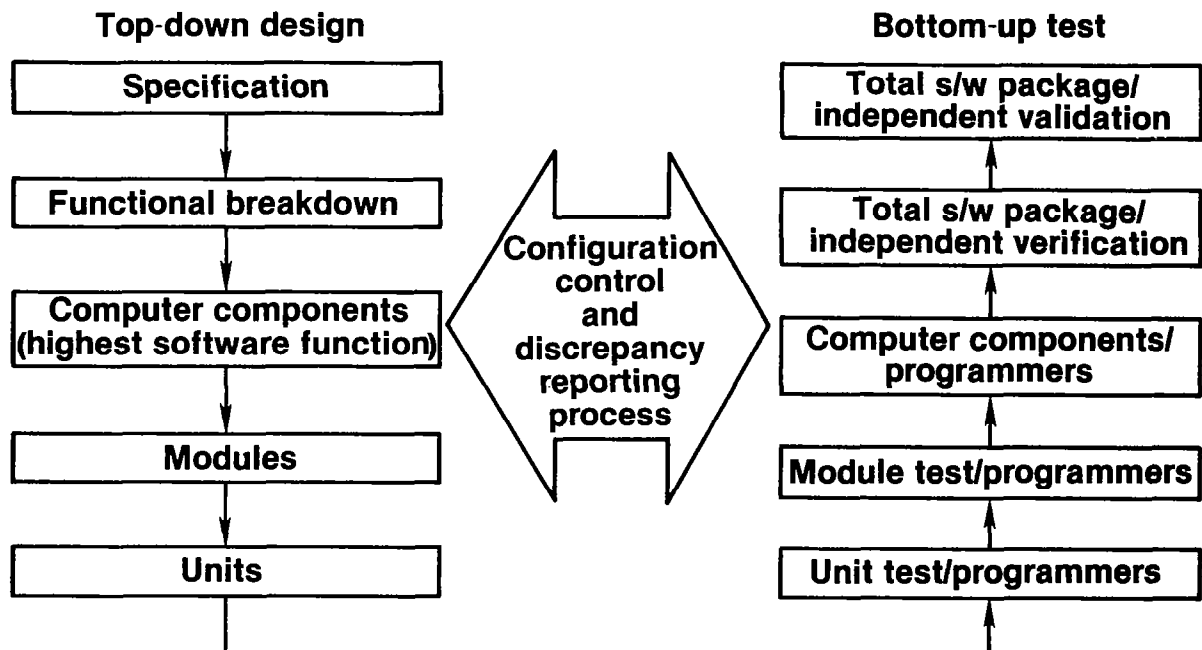 Top-down design
Specification
Functional breakdown
Computer components
(highest software function)
Modules
Units
Configuration
control
and
discrepancy
reporting
process
Bottom-up test
Total s/w package/
independent validation
Total s/w package/
independent verification
Computer components/
programmers
Module test/programmers
Unit test/programmers